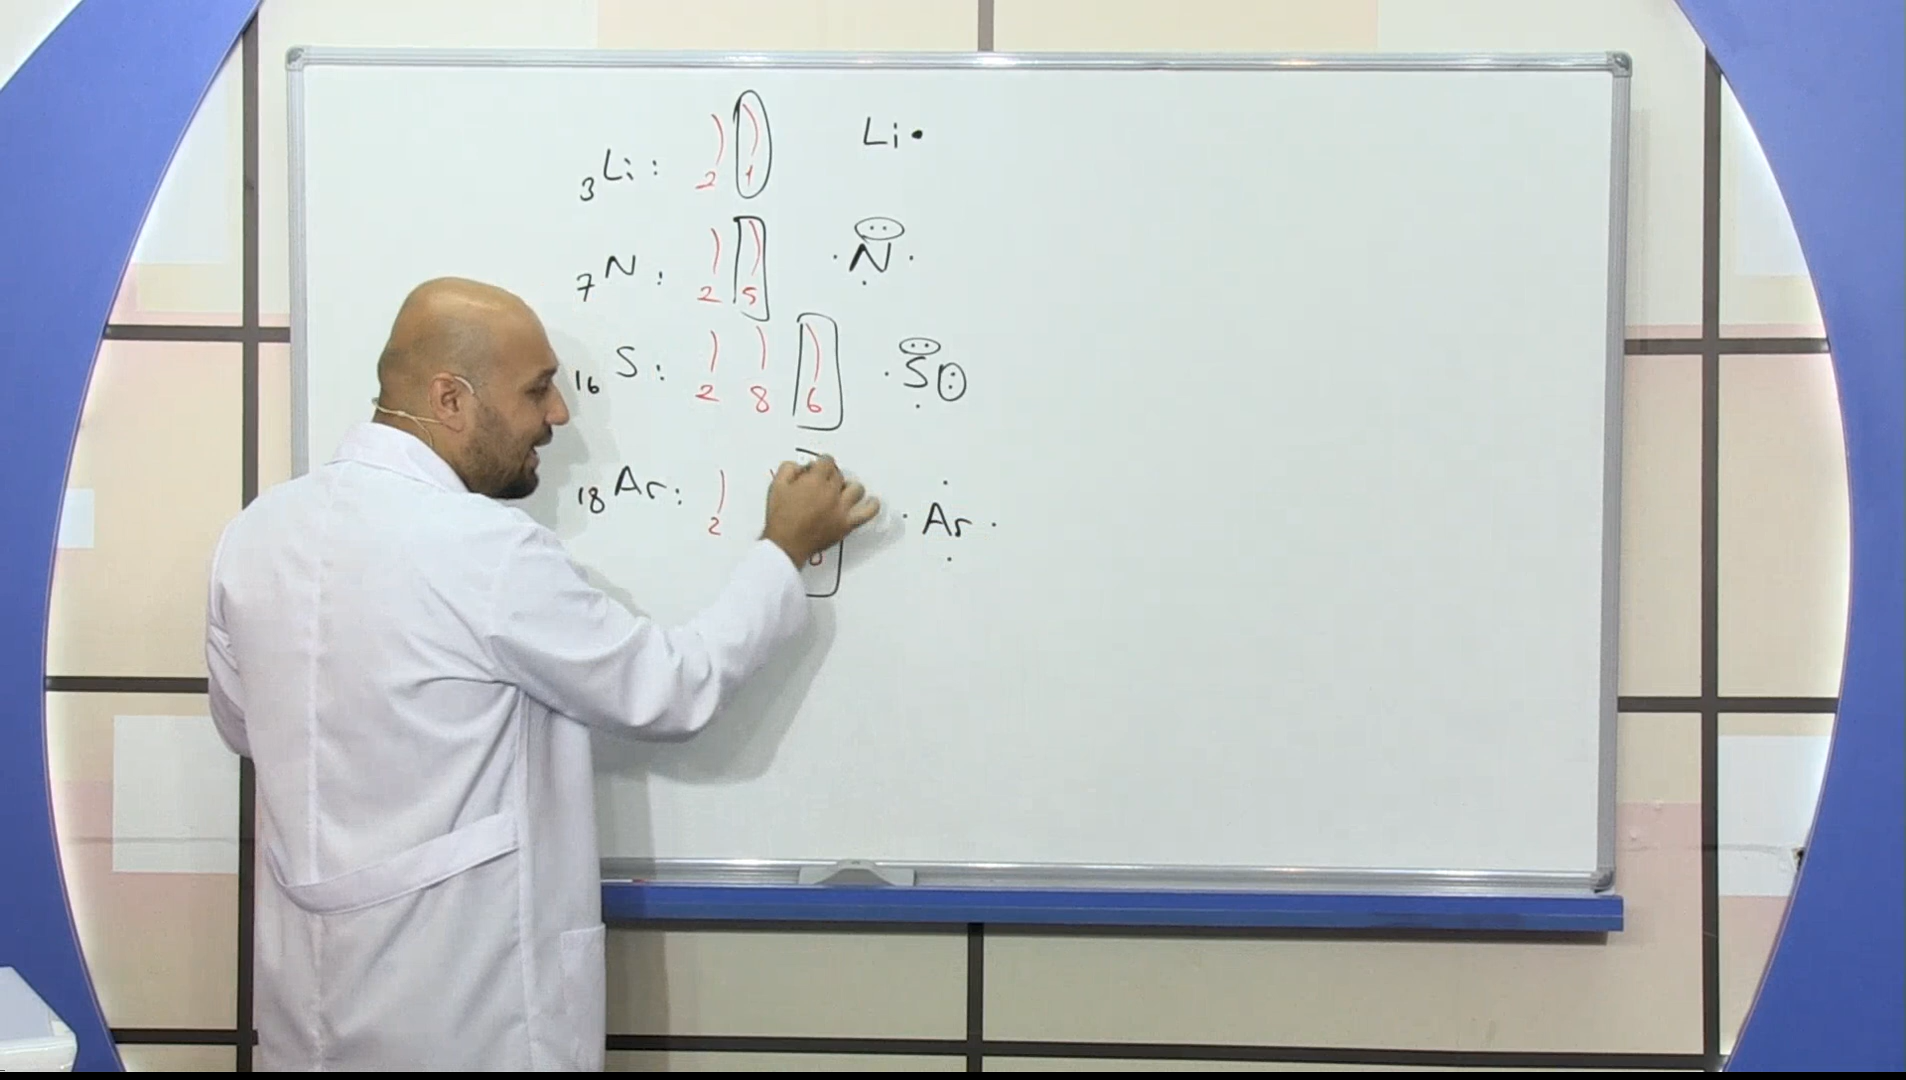 3Li: 2 1 Li•
7N: 2 5 ·N·
16S: 2 8 6 ·S
18Ar: 2 ·Ar·